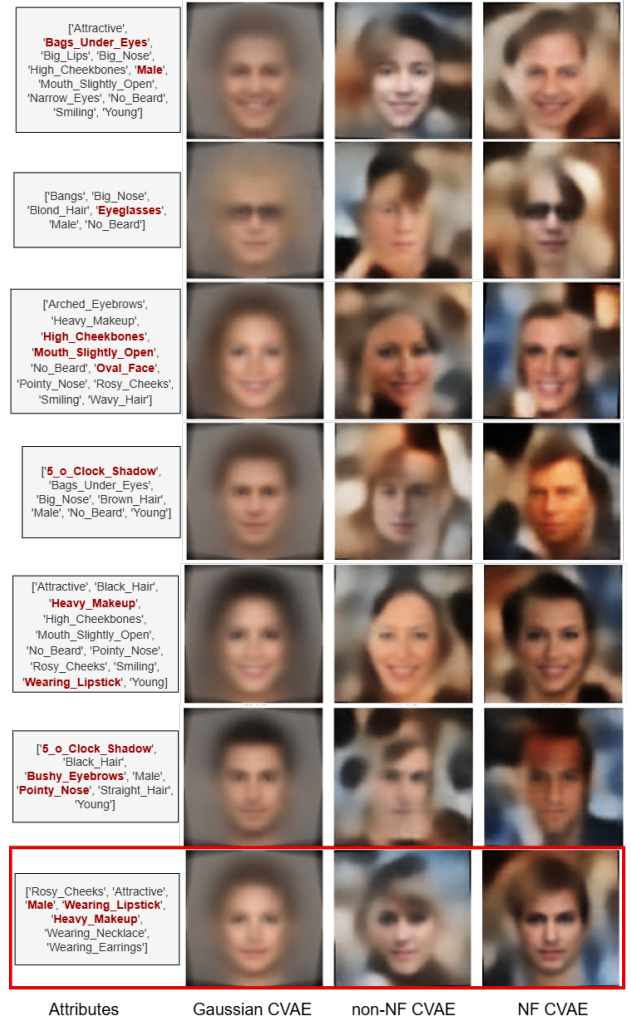 ['Attractive',
'Bags_Under_Eyes',
'Big_Lips', 'Big_Nose',
'High_Cheekbones', 'Male',
'Mouth_Slightly_Open',
'Narrow_Eyes', 'No_Beard',
'Smiling', 'Young']
['Bangs', 'Big_Nose',
'Blond_Hair', 'Eyeglasses',
'Male', 'No_Beard']
['Arched_Eyebrows',
'Heavy_Makeup',
'High_Cheekbones',
'Mouth_Slightly_Open',
'No_Beard', 'Oval_Face',
'Pointy_Nose', 'Rosy_Cheeks',
'Smiling', 'Wavy_Hair']
['5_o_Clock_Shadow',
'Bags_Under_Eyes',
'Big_Nose', 'Brown_Hair',
'Male', 'No_Beard', 'Young']
['Attractive', 'Black_Hair',
'Heavy_Makeup',
'High_Cheekbones',
'Mouth_Slightly_Open',
'No_Beard', 'Pointy_Nose',
'Rosy_Cheeks', 'Smiling',
'Wearing_Lipstick', 'Young]
['5_o_Clock_Shadow',
'Black_Hair',
'Bushy_Eyebrows', 'Male',
'Pointy_Nose', 'Straight_Hair',
'Young']
['Rosy_Cheeks', 'Attractive',
'Male', 'Wearing_Lipstick',
'Heavy_Makeup',
'Wearing_Necklace',
'Wearing_Earrings']
Attributes Gaussian CVAE non-NF CVAE NF CVAE